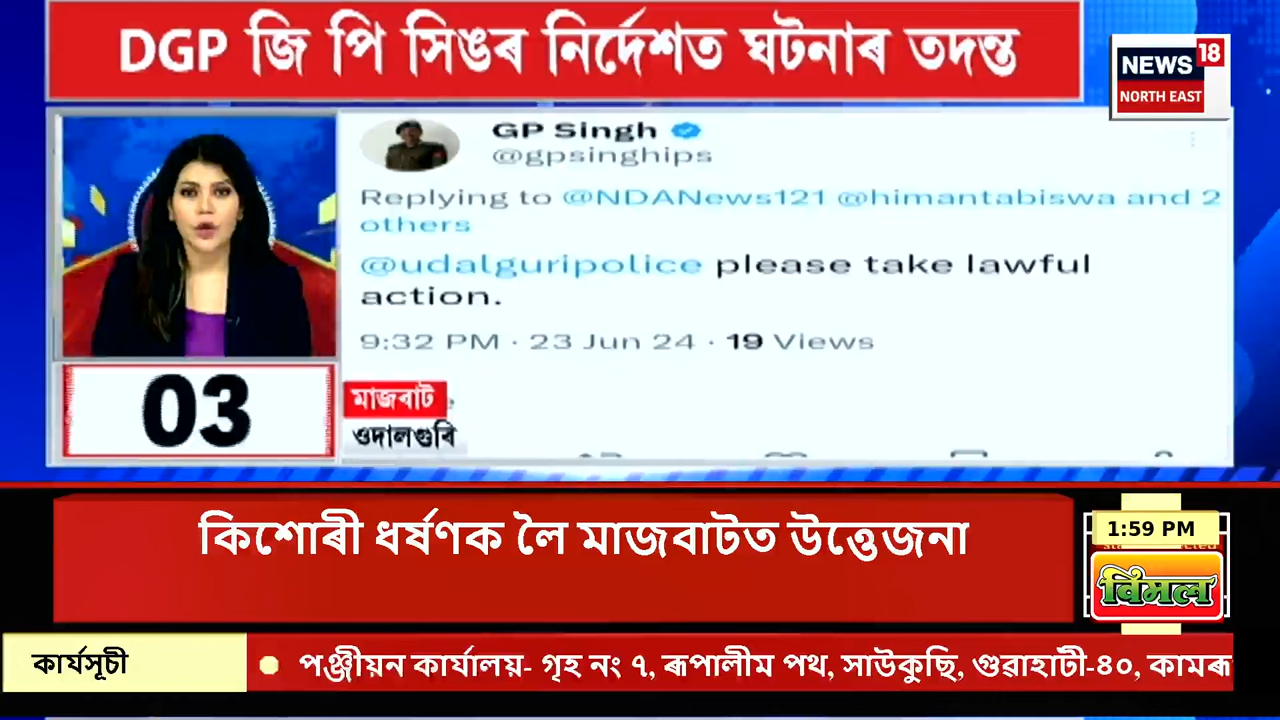 DGP জি পি সিঙৰ নিৰ্দেশত ঘটনাৰ তদন্ত
NEWS 18
NORTH EAST
GP Singh
@gpsinghips
Replying to @NDANews121 @himantabiswa and 2
others
@udalguripolice please take lawful
action.
9:32 PM · 23 Jun 24 · 19 Views
03
মাজবাট
ওদালগুৰি
কিশোৰী ধৰ্ষণক লৈ মাজবাটত উত্তেজনা
1:59 PM
विमल
কাৰ্যসূচী
পঞ্জীয়ন কাৰ্যালয়- গৃহ নং ৭, ৰূপালীম পথ, সাউকুছি, গুৱাহাটী-৪০, কামৰূ